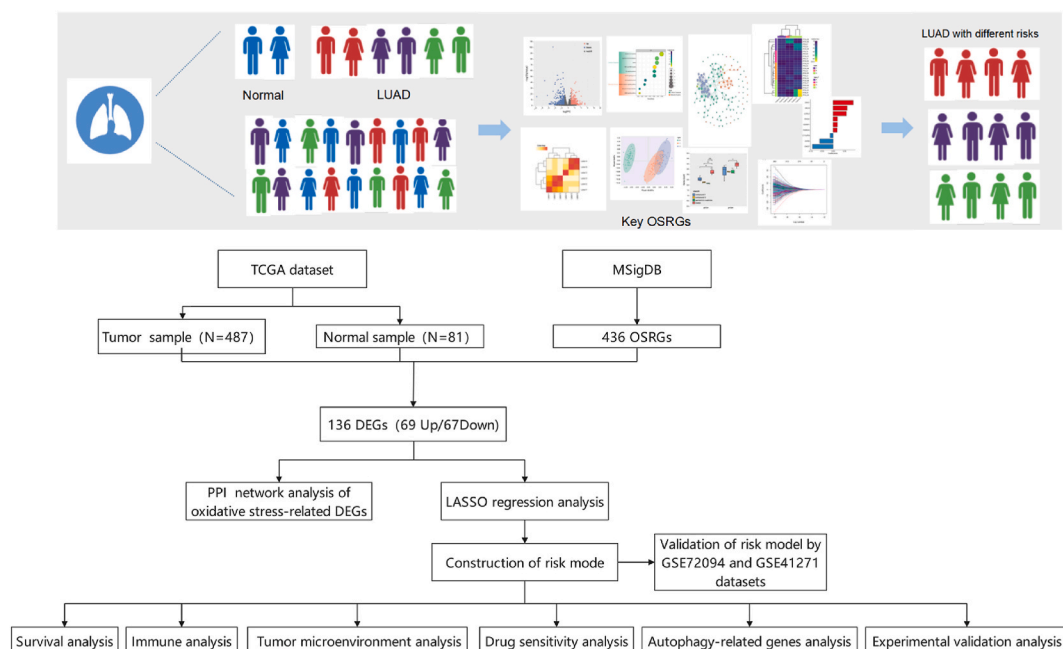 LUAD with different risks
Normal
LUAD
Key OSRGs
TCGA dataset
MSigDB
Tumor sample (N=487)
Normal sample (N=81)
436 OSRGs
136 DEGs (69 Up/67Down)
PPI network analysis of
oxidative stress-related DEGs
LASSO regression analysis
Construction of risk mode
Validation of risk model by
GSE72094 and GSE41271
datasets
Survival analysis
Immune analysis
Tumor microenvironment analysis
Drug sensitivity analysis
Autophagy-related genes analysis
Experimental validation analysis